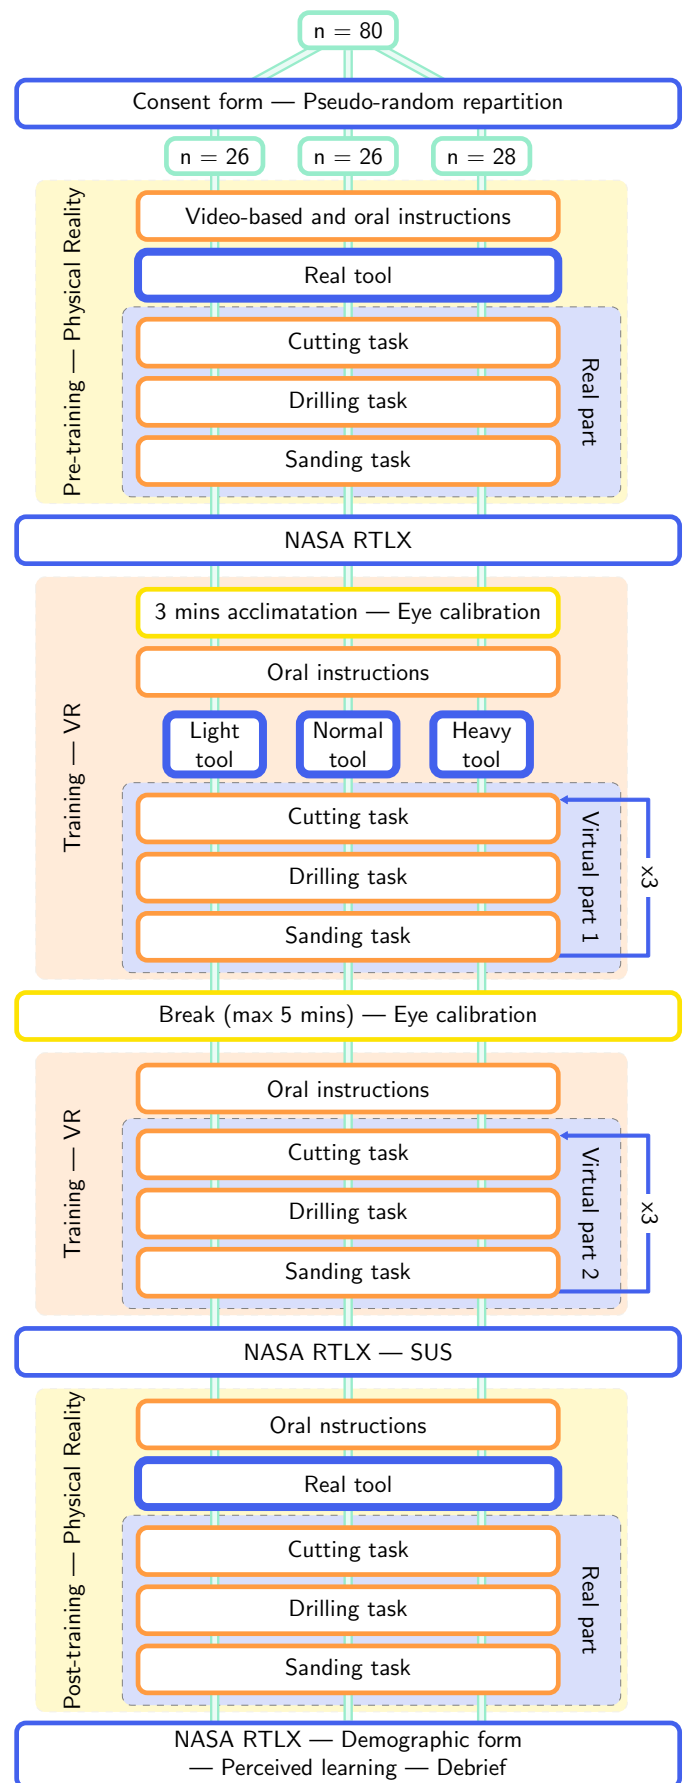 n = 80
Consent form — Pseudo-random repartition
n = 26
n = 26
n = 28
Pre-training — Physical Reality
Video-based and oral instructions
Real tool
Cutting task
Drilling task
Sanding task
Real part
NASA RTLX
Training — VR
3 mins acclimatation — Eye calibration
Oral instructions
Light
tool
Normal
tool
Heavy
tool
Cutting task
Drilling task
Sanding task
Virtual part 1
x3
Break (max 5 mins) — Eye calibration
Training — VR
Oral instructions
Cutting task
Drilling task
Sanding task
Virtual part 2
x3
NASA RTLX — SUS
Post-training — Physical Reality
Oral nstructions
Real tool
Cutting task
Drilling task
Sanding task
Real part
NASA RTLX — Demographic form
— Perceived learning — Debrief